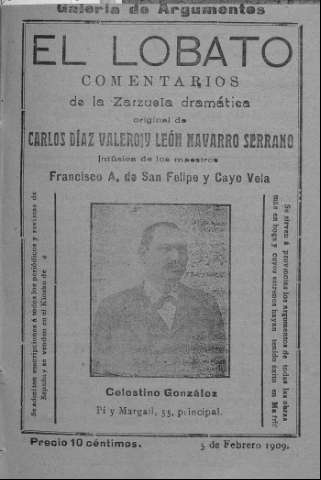 Galería de Argumentos
EL LOBATO
COMENTARIOS
de la Zarzuela dramática
original de
CARLOS DÍAZ VALERO y LEÓN NAVARRO SERRANO
música de los maestros
Francisco A. de San Felipe y Cayo Vela
Se admiten suscripciones á todos los periódicos y revistas de
España y se venden en el Kiosko de
Se sirven á provincias los argumentos de todas las obras
más en boga y cuyos estrenos hayan tenido éxito en Madrid
Celestino González
Pi y Margall, 55, principal.
Precio 10 céntimos.
5 de Febrero 1909.